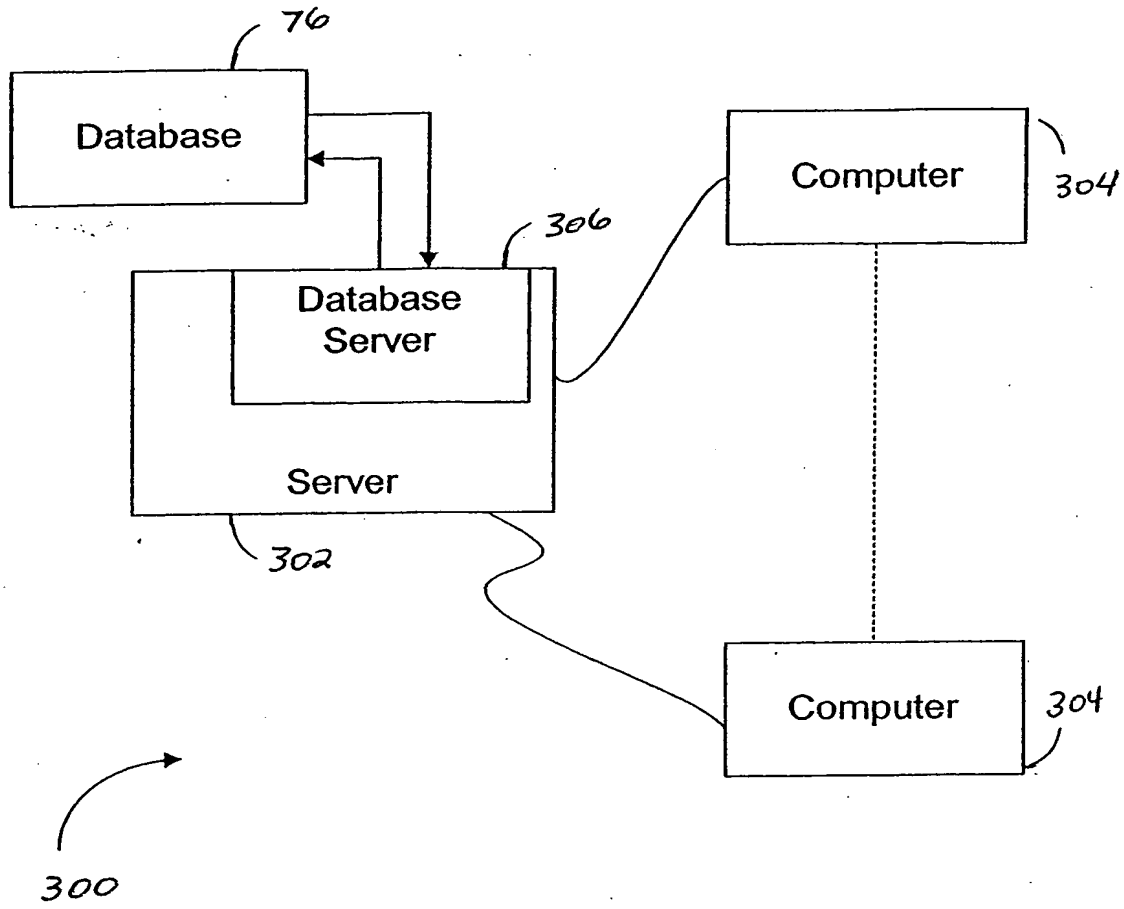 76
Database
Computer
304
306
Database
Server
Server
302
Computer
304
300